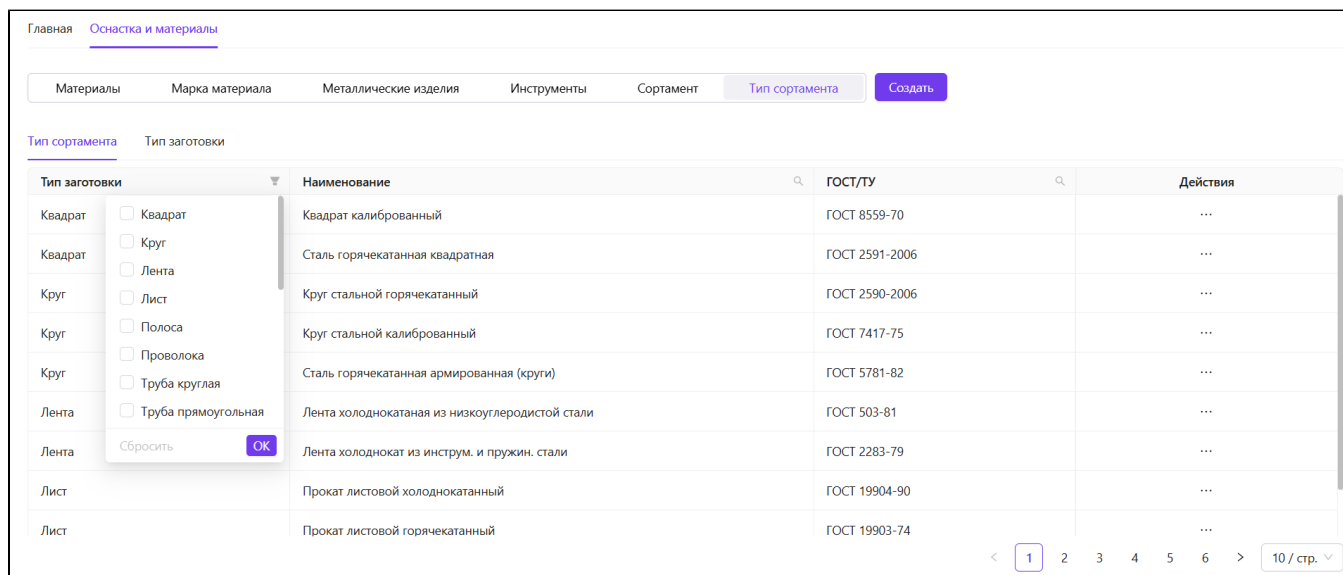 Главная Оснастка и материалы
Материалы Марка материала Металлические изделия Инструменты Сортамент Тип сортамента Создать
Тип сортамента Тип заготовки
Тип заготовки Наименование ГОСТ/ТУ Действия
Квадрат Квадрат калиброванный ГОСТ 8559-70 ...
Квадрат Сталь горячекатанная квадратная ГОСТ 2591-2006 ...
Круг Круг стальной горячекатанный ГОСТ 2590-2006 ...
Круг Круг стальной калиброванный ГОСТ 7417-75 ...
Круг Сталь горячекатанная армированная (круги) ГОСТ 5781-82 ...
Лента Лента холоднокатаная из низкоуглеродистой стали ГОСТ 503-81 ...
Лента Лента холоднокат из инструм. и пружин. стали ГОСТ 2283-79 ...
Лист Прокат листовой холоднокатанный ГОСТ 19904-90 ...
Лист Прокат листовой горячекатанный ГОСТ 19903-74 ...
Квадрат
Круг
Лента
Лист
Полоса
Проволока
Труба круглая
Труба прямоугольная
Сбросить OK
< 1 2 3 4 5 6 > 10 / стр.